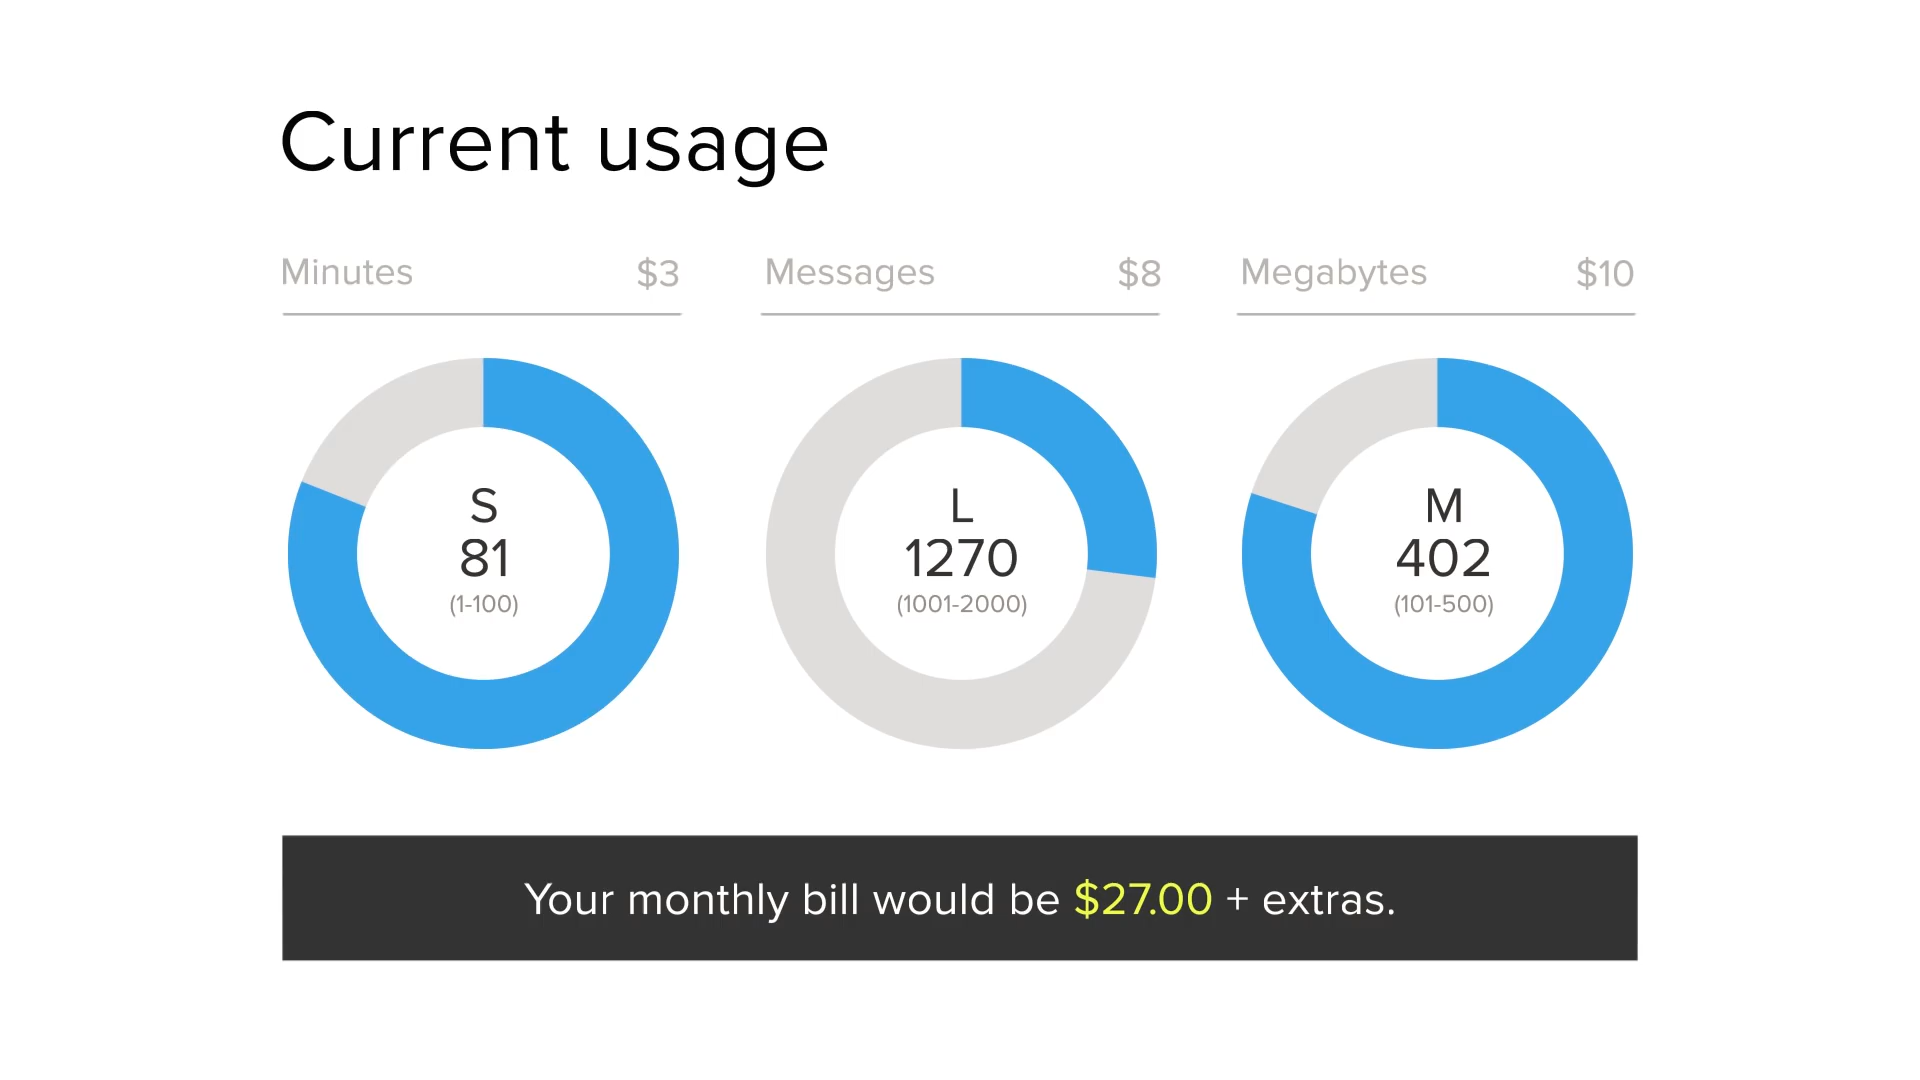 Current usage
Minutes $3
Messages $8
Megabytes $10
S
81
(1-100)
L
1270
(1001-2000)
M
402
(101-500)
Your monthly bill would be $27.00 + extras.